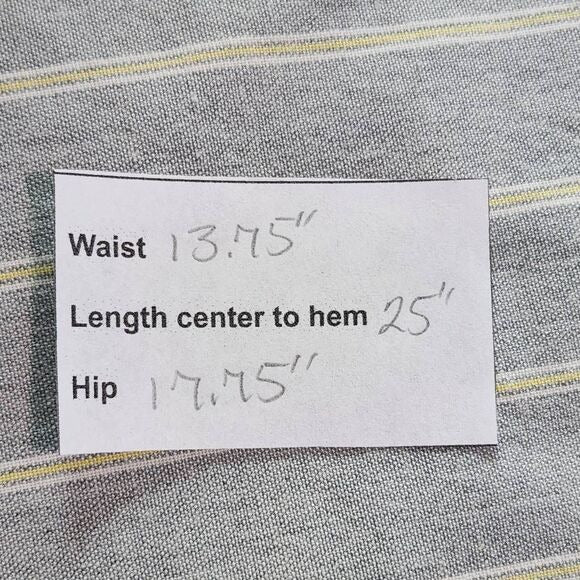 Waist 13.75"
Length center to hem 25"
Hip 17.75"